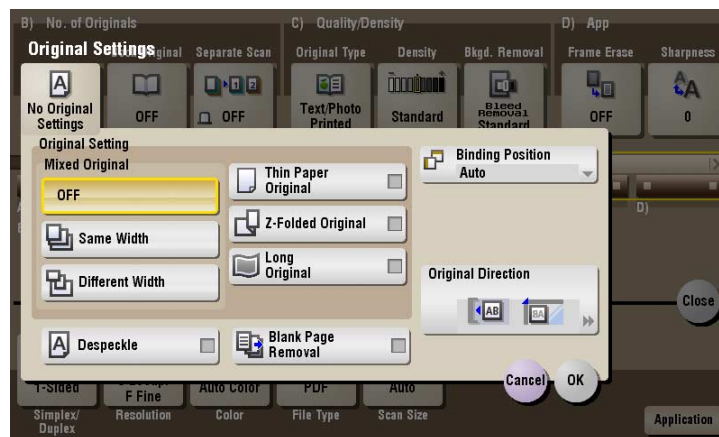 B) No. of Originals
C) Quality/Density
D) App
Original Settings
Original
Separate Scan
Original Type
Density
Bkgd. Removal
Frame Erase
Sharpness
No Original
Settings
OFF
OFF
Text/Photo
Printed
Standard
Bleed
Removal
Standard
OFF
0
Original Setting
Mixed Original
OFF
Same Width
Different Width
Thin Paper
Original
Z-Folded Original
Long
Original
Binding Position
Auto
Original Direction
AB
BA
D)
Despeckle
Blank Page
Removal
Close
Cancel
OK
1-Sided
F Fine
Auto Color
PDF
Auto
Simplex/
Duplex
Resolution
Color
File Type
Scan Size
Application